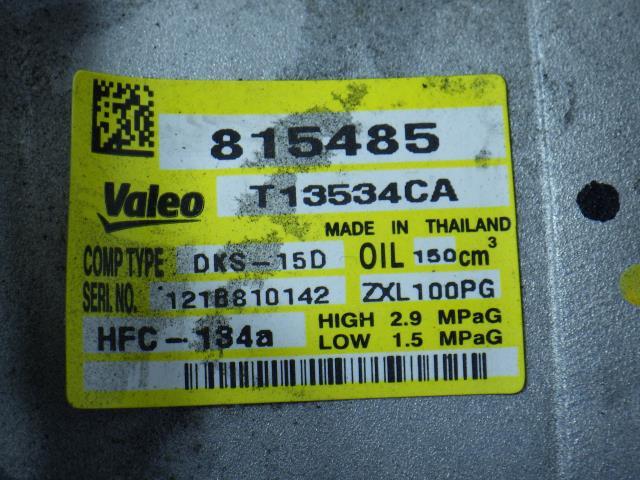 815485
Valeo T13534CA
MADE IN THAILAND
COMP TYPE DKS-15D OIL 150cm³
SERI. NO. 121B810142 ZXL100PG
HFC-134a HIGH 2.9 MPaG
LOW 1.5 MPaG